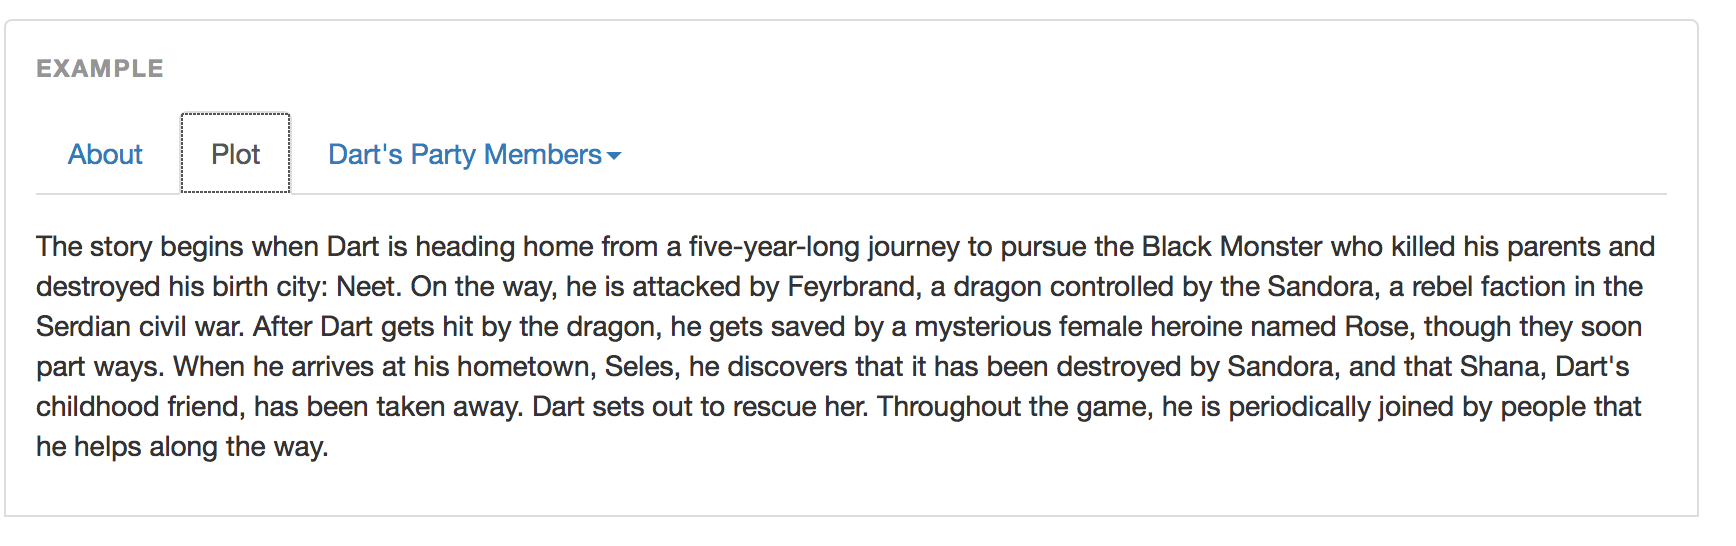 EXAMPLE
About Plot Dart's Party Members
The story begins when Dart is heading home from a five-year-long journey to pursue the Black Monster who killed his parents and
destroyed his birth city: Neet. On the way, he is attacked by Feyrbrand, a dragon controlled by the Sandora, a rebel faction in the
Serdian civil war. After Dart gets hit by the dragon, he gets saved by a mysterious female heroine named Rose, though they soon
part ways. When he arrives at his hometown, Seles, he discovers that it has been destroyed by Sandora, and that Shana, Dart's
childhood friend, has been taken away. Dart sets out to rescue her. Throughout the game, he is periodically joined by people that
he helps along the way.